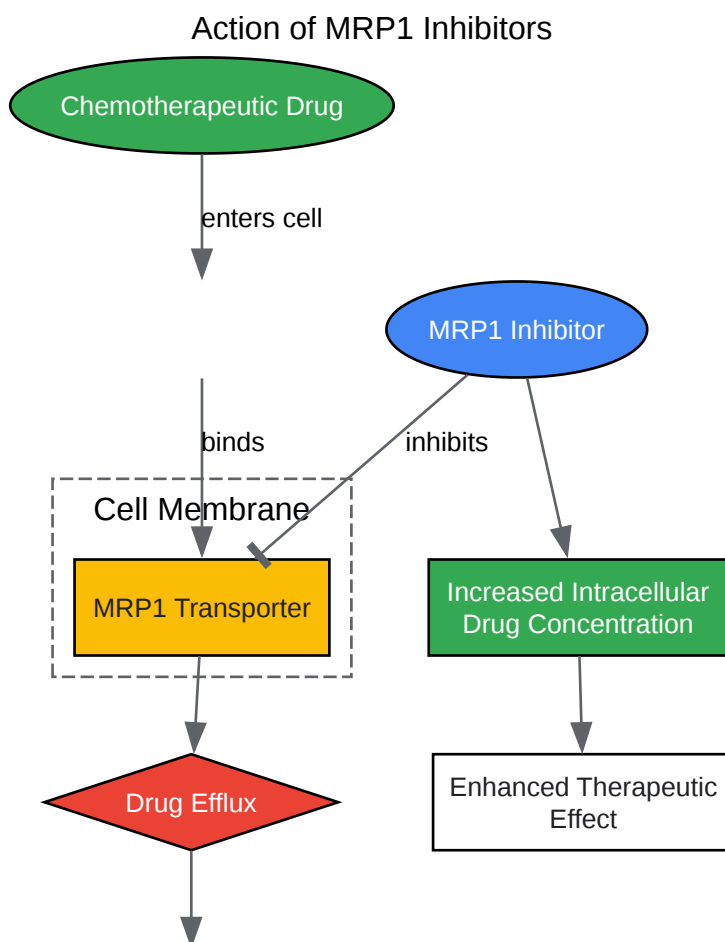 Action of MRP1 Inhibitors
Chemotherapeutic Drug
enters cell
MRP1 Inhibitor
binds
inhibits
Cell Membrane
MRP1 Transporter
Increased Intracellular
Drug Concentration
Drug Efflux
Enhanced Therapeutic
Effect